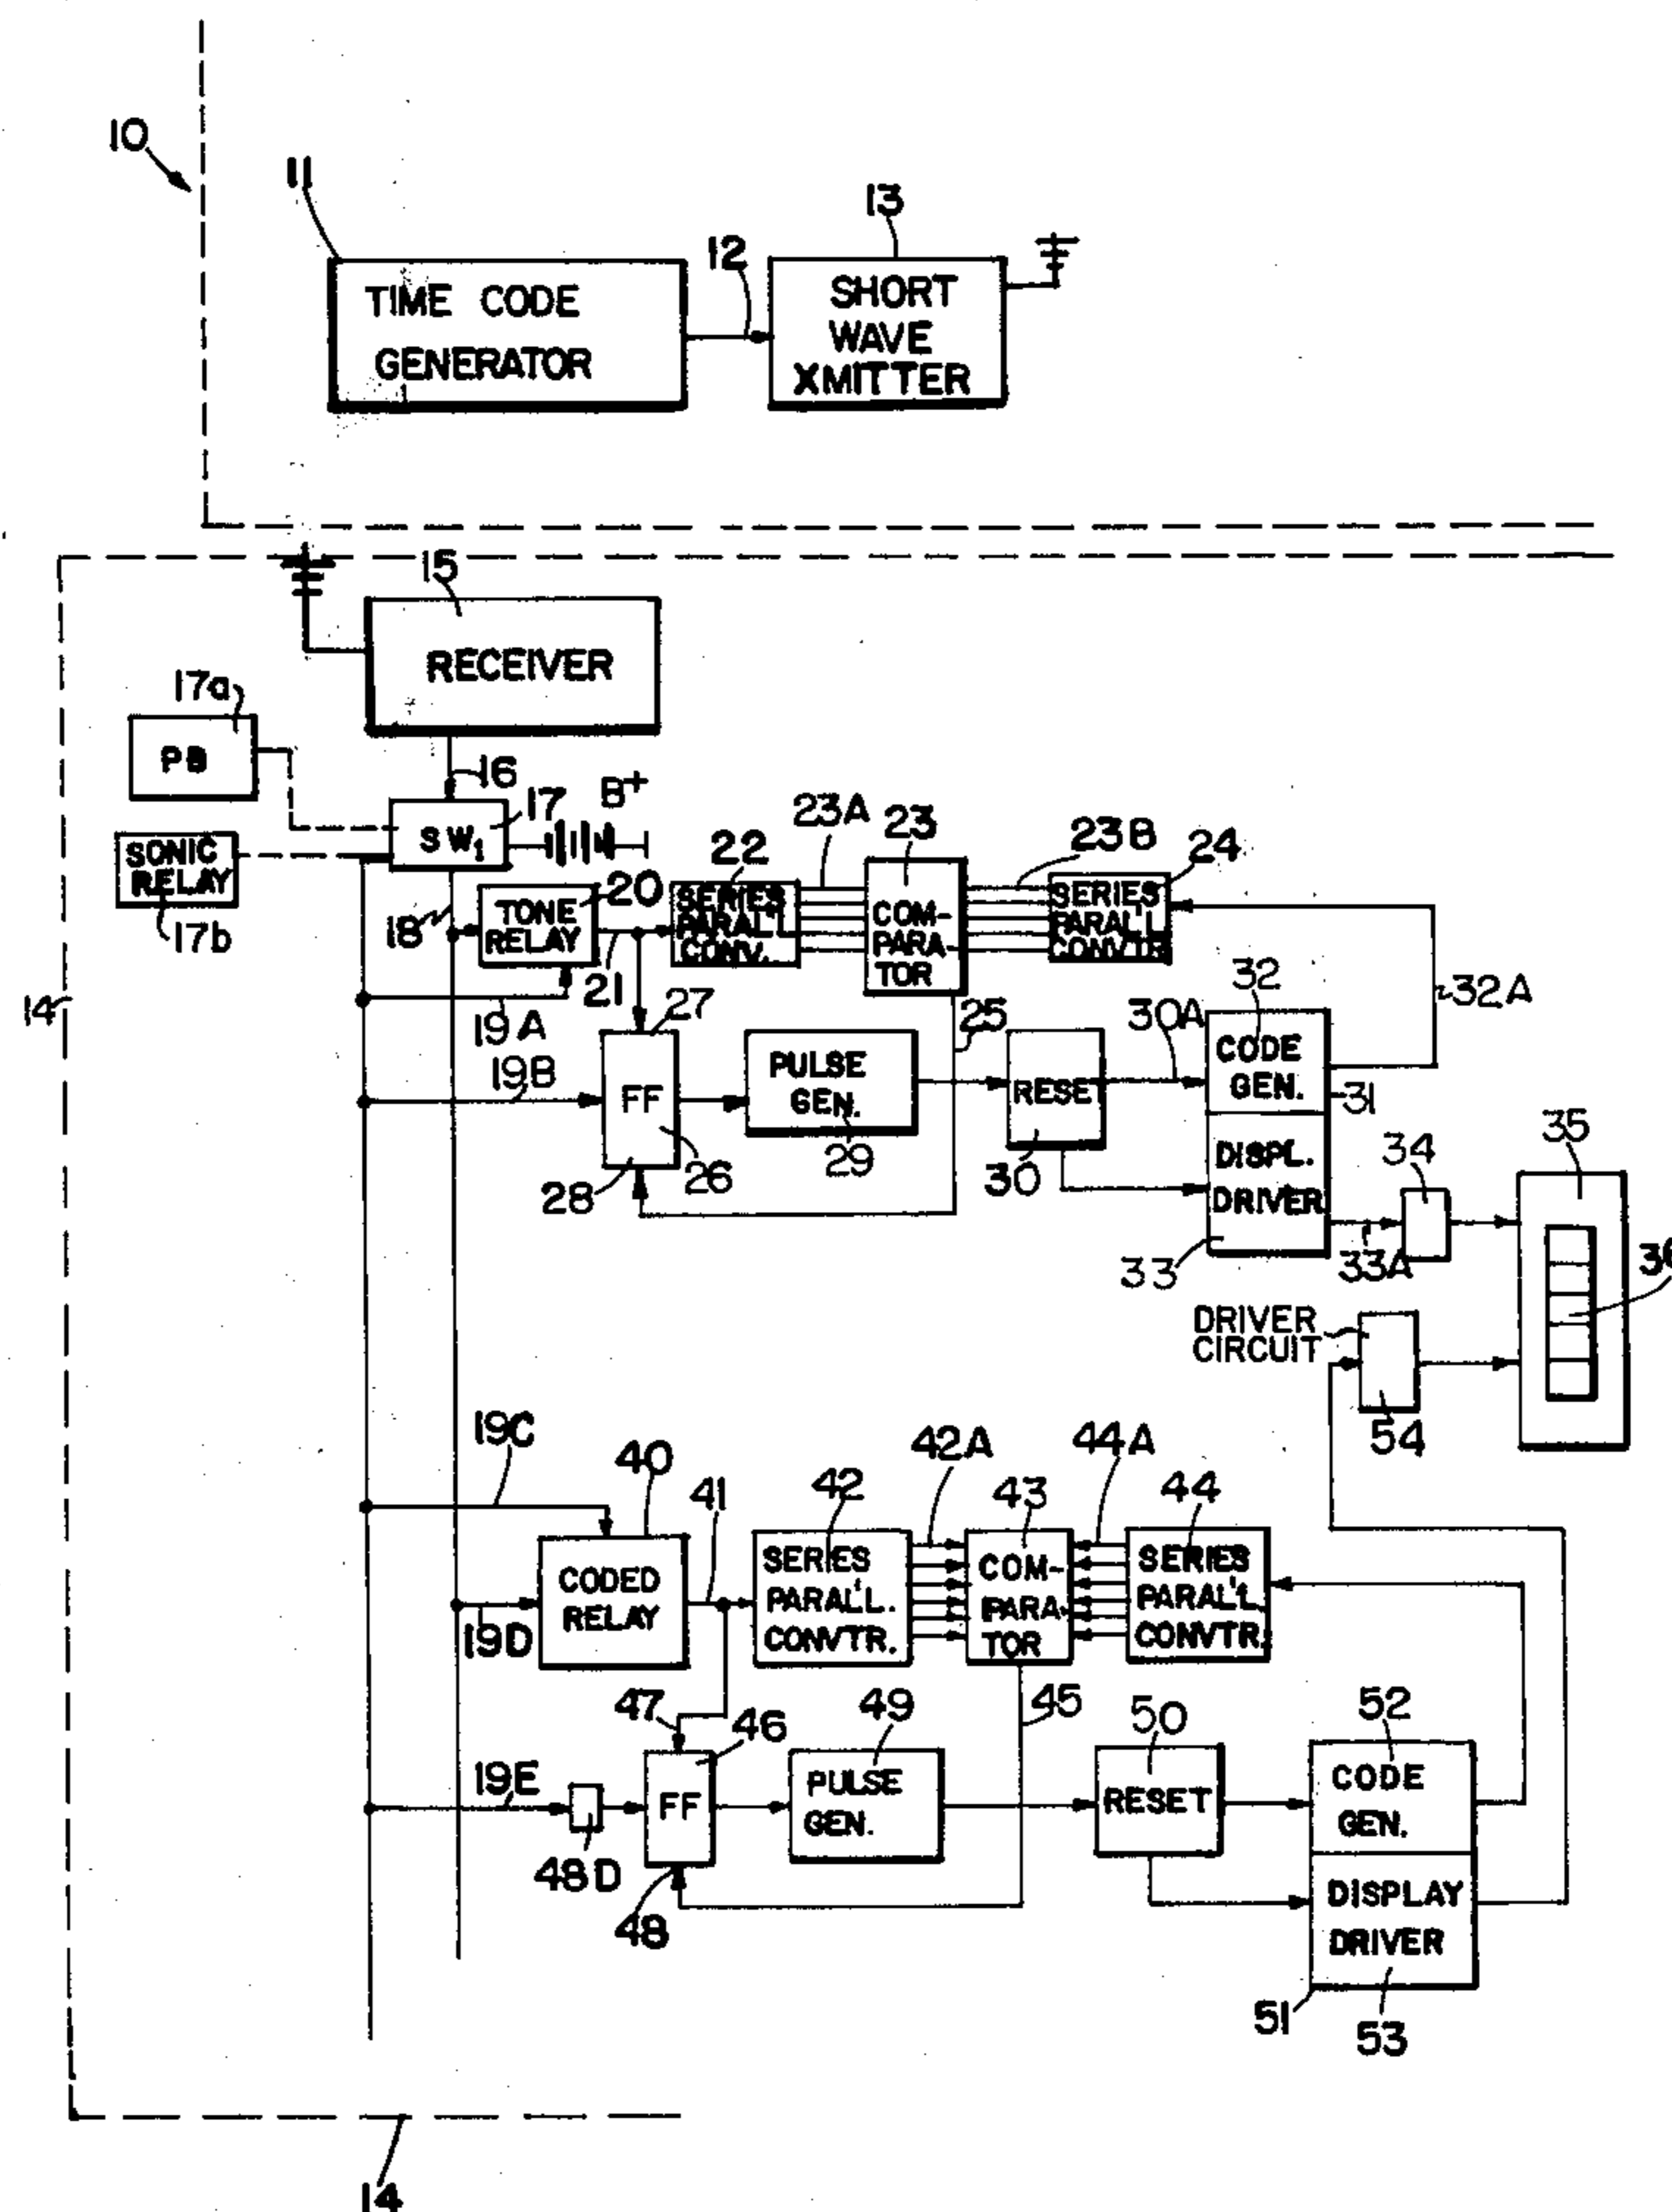 10
11
12
13
TIME CODE
GENERATOR
SHORT
WAVE
XMITTER
15
RECEIVER
17a
PB
16
SW1
17
B+
SONIC
RELAY
17b
18
TONE
RELAY
20
21
22
SERIES
PARAL'L
CONV.
23A
23
COM-
PARA-
TOR
23B
24
SERIES
PARAL'L
CONVTR.
14
19A
27
25
32A
19B
FF
26
28
PULSE
GEN.
29
RESET
30
30A
32
CODE
GEN.
31
DISPL.
DRIVER
33
33A
34
35
36
DRIVER
CIRCUIT
54
19C
40
41
CODED
RELAY
19D
42
42A
SERIES
PARAL'L.
CONVTR.
43
COM-
PARA-
TOR
44A
44
SERIES
PARAL'L
CONVTR.
45
47
46
19E
48D
FF
48
49
PULSE
GEN.
50
RESET
52
CODE
GEN.
DISPLAY
DRIVER
51
53
14